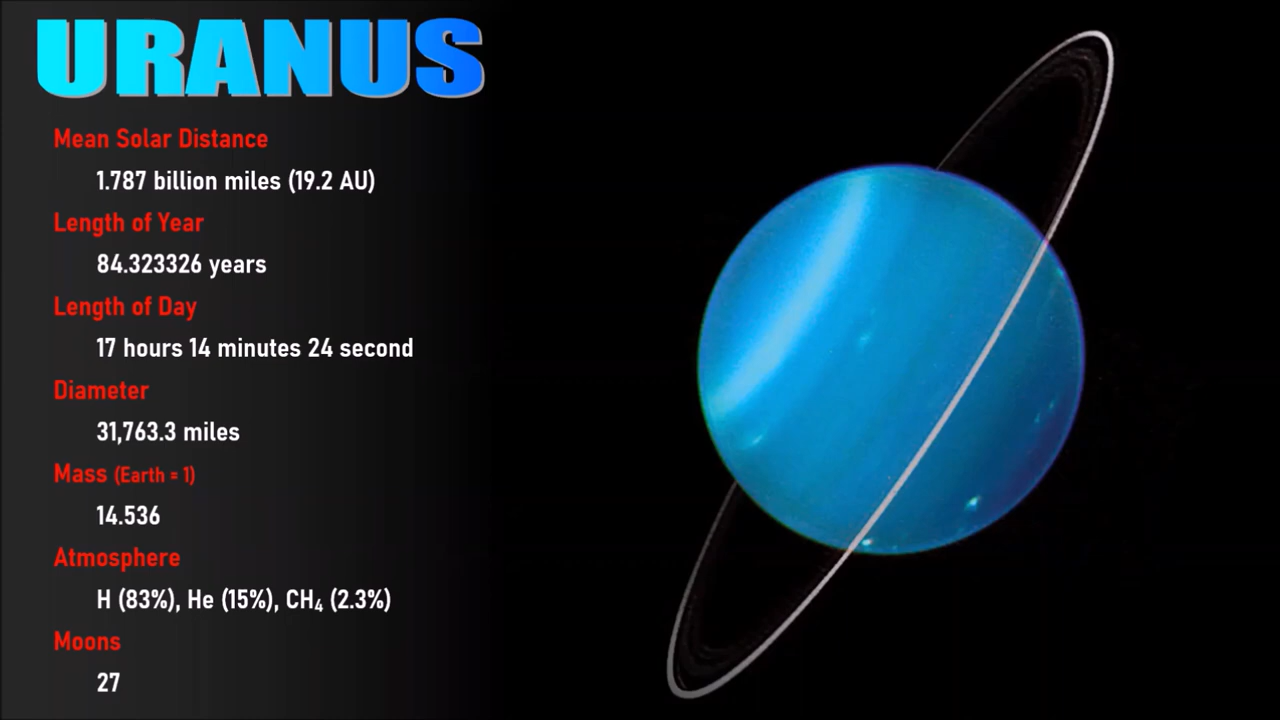 URANUS
Mean Solar Distance
1.787 billion miles (19.2 AU)
Length of Year
84.323326 years
Length of Day
17 hours 14 minutes 24 second
Diameter
31,763.3 miles
Mass (Earth = 1)
14.536
Atmosphere
H (83%), He (15%), CH₄ (2.3%)
Moons
27